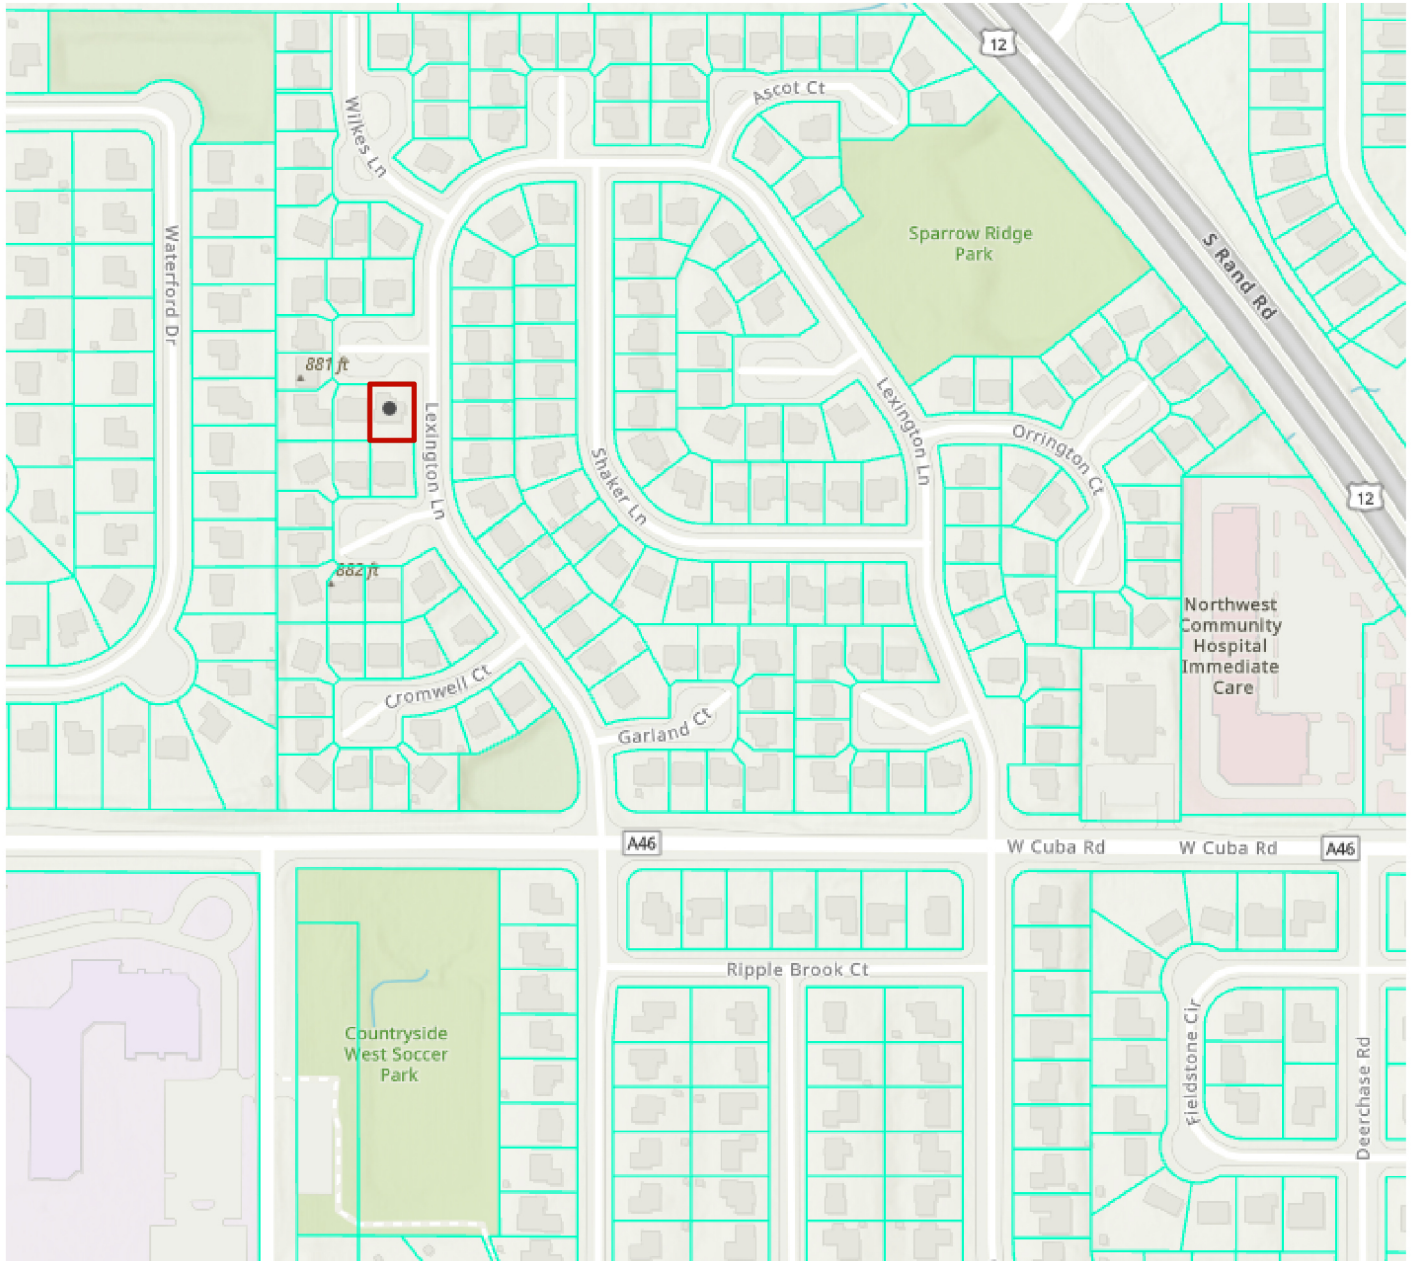 12
Ascot Ct
Wilkes Ln
Sparrow Ridge
Park
S Rand Rd
Waterford Dr
881 ft
Lexington Ln
Lexington Ln
Orrington Ct
Shaker Ln
12
882 ft
Northwest
Community
Hospital
Immediate
Care
Cromwell Ct
Garland Ct
A46
W Cuba Rd
W Cuba Rd
A46
Ripple Brook Ct
Countryside
West Soccer
Park
Fieldstone Cir
Deerchase Rd